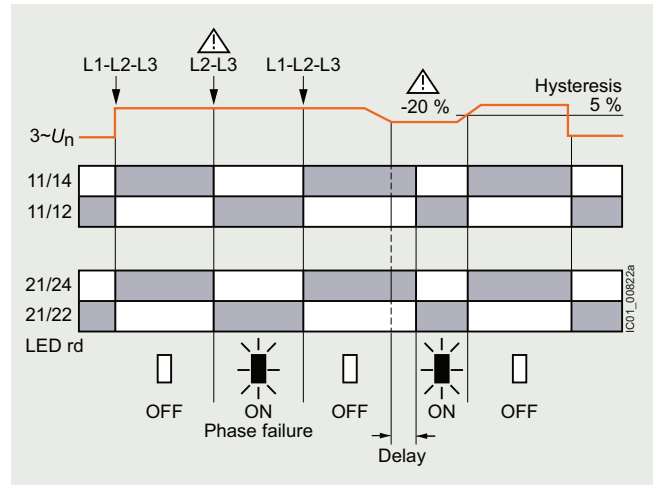 L1-L2-L3 L2-L3 L1-L2-L3
-20 %
Hysteresis
5 %
3~Un
11/14
11/12
21/24
21/22
LED rd
IC01_00822a
OFF ON OFF ON OFF
Phase failure
Delay